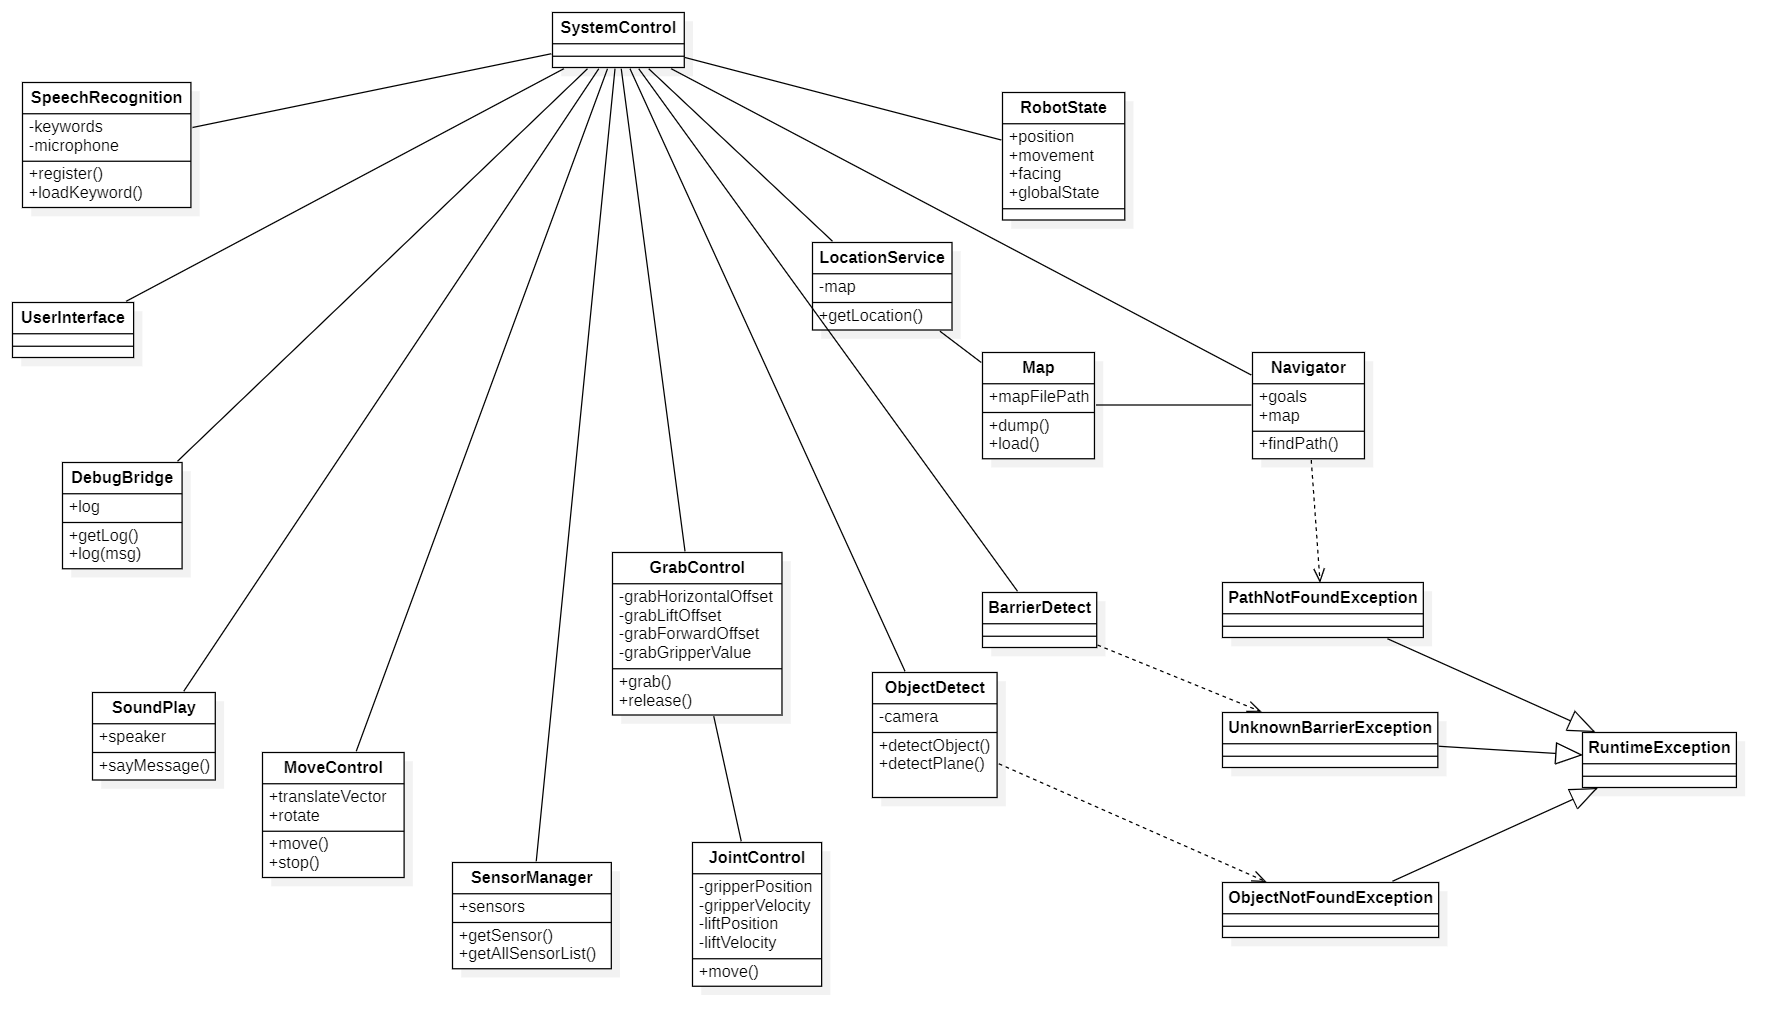 SystemControl
SpeechRecognition
-keywords
-microphone
+register()
+loadKeyword()
RobotState
+position
+movement
+facing
+globalState
LocationService
-map
+getLocation()
UserInterface
Map
+mapFilePath
+dump()
+load()
Navigator
+goals
+map
+findPath()
DebugBridge
+log
+getLog()
+log(msg)
GrabControl
-grabHorizontalOffset
-grabLiftOffset
-grabForwardOffset
-grabGripperValue
+grab()
+release()
BarrierDetect
PathNotFoundException
ObjectDetect
-camera
+detectObject()
+detectPlane()
SoundPlay
+speaker
+sayMessage()
UnknownBarrierException
RuntimeException
MoveControl
+translateVector
+rotate
+move()
+stop()
SensorManager
+sensors
+getSensor()
+getAllSensorList()
JointControl
-gripperPosition
-gripperVelocity
-liftPosition
-liftVelocity
+move()
ObjectNotFoundException